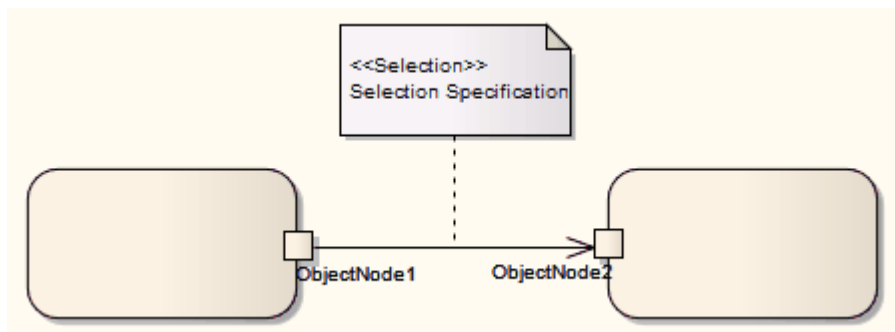 <<Selection>>
Selection Specification
ObjectNode1
ObjectNode2